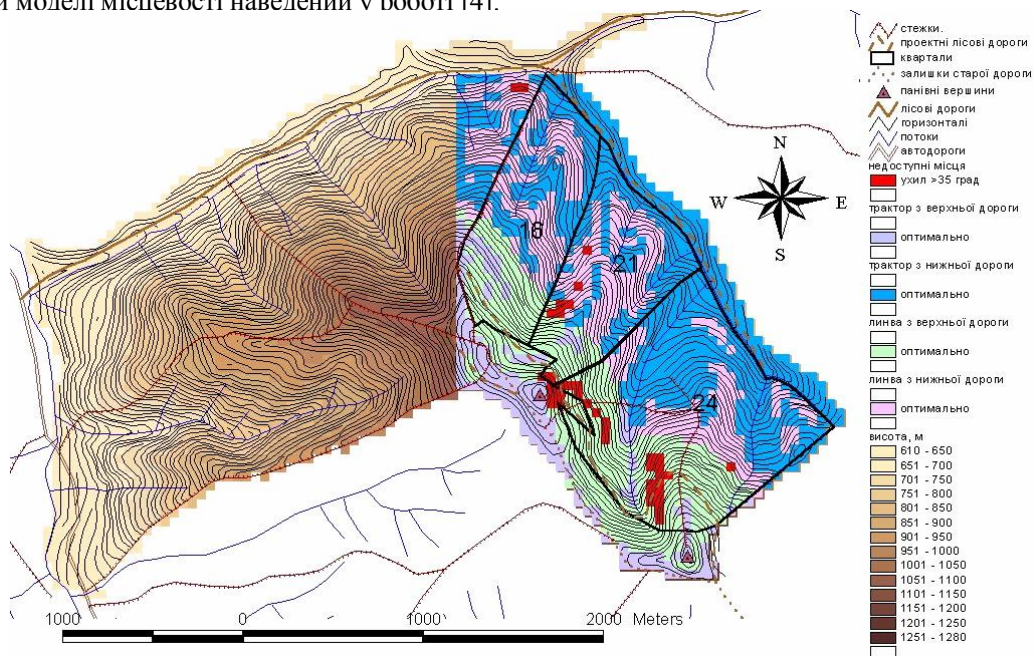 и моделі місцевості наведений у роботі [4].
16
21
24
N
W
E
S
1000
0
1000
2000 Meters
стежки.
проектні лісові дороги
квартали
залишки старої дороги
панівні вершини
лісові дороги
горизонталі
потоки
автодороги
недоступні місця
ухил >35 град
трактор з верхньої дороги
оптимально
трактор з нижньої дороги
оптимально
линва з верхньої дороги
оптимально
линва з нижньої дороги
оптимально
висота, м
610 - 650
651 - 700
701 - 750
751 - 800
801 - 850
851 - 900
901 - 950
951 - 1000
1001 - 1050
1051 - 1100
1101 - 1150
1151 - 1200
1201 - 1250
1251 - 1280